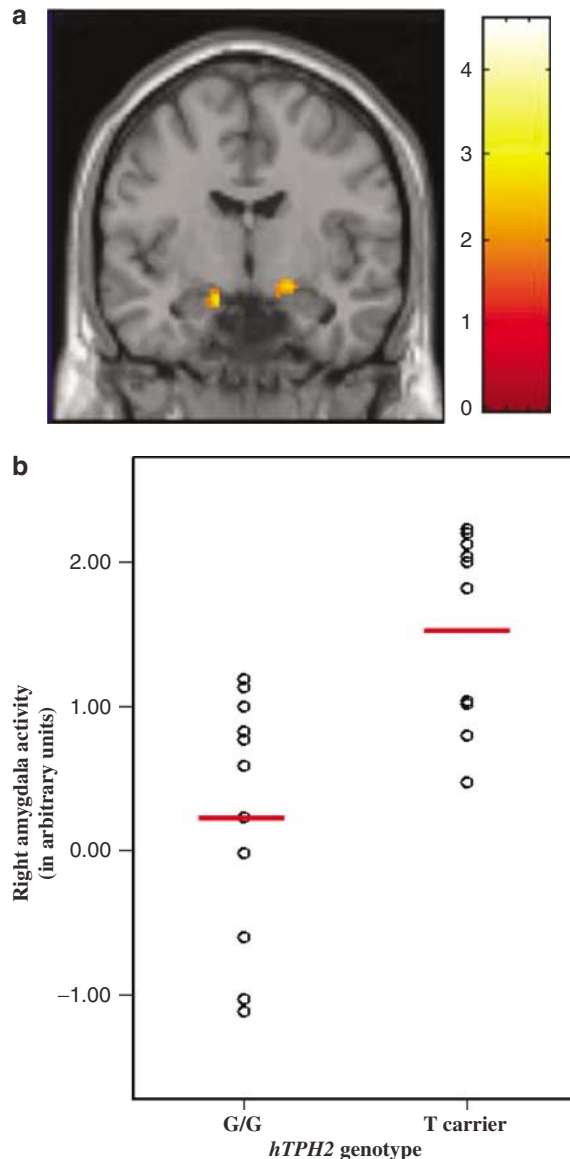 a
4
3
2
1
0
b
2.00
1.00
0.00
−1.00
Right amygdala activity
(in arbitrary units)
G/G
T carrier
hTPH2 genotype